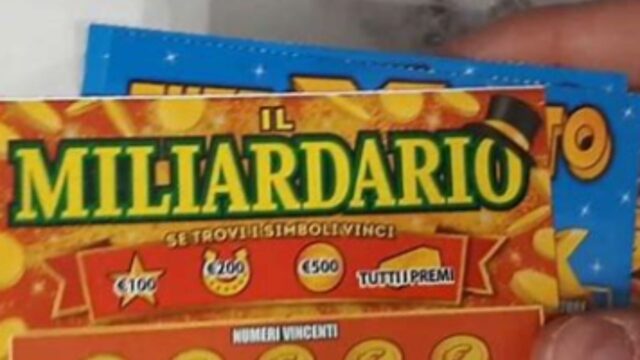 IL
MILIARDARIO
SE TROVI I SIMBOLI VINCI
€100 €200 €500 TUTTI I PREMI
NUMERI VINCENTI